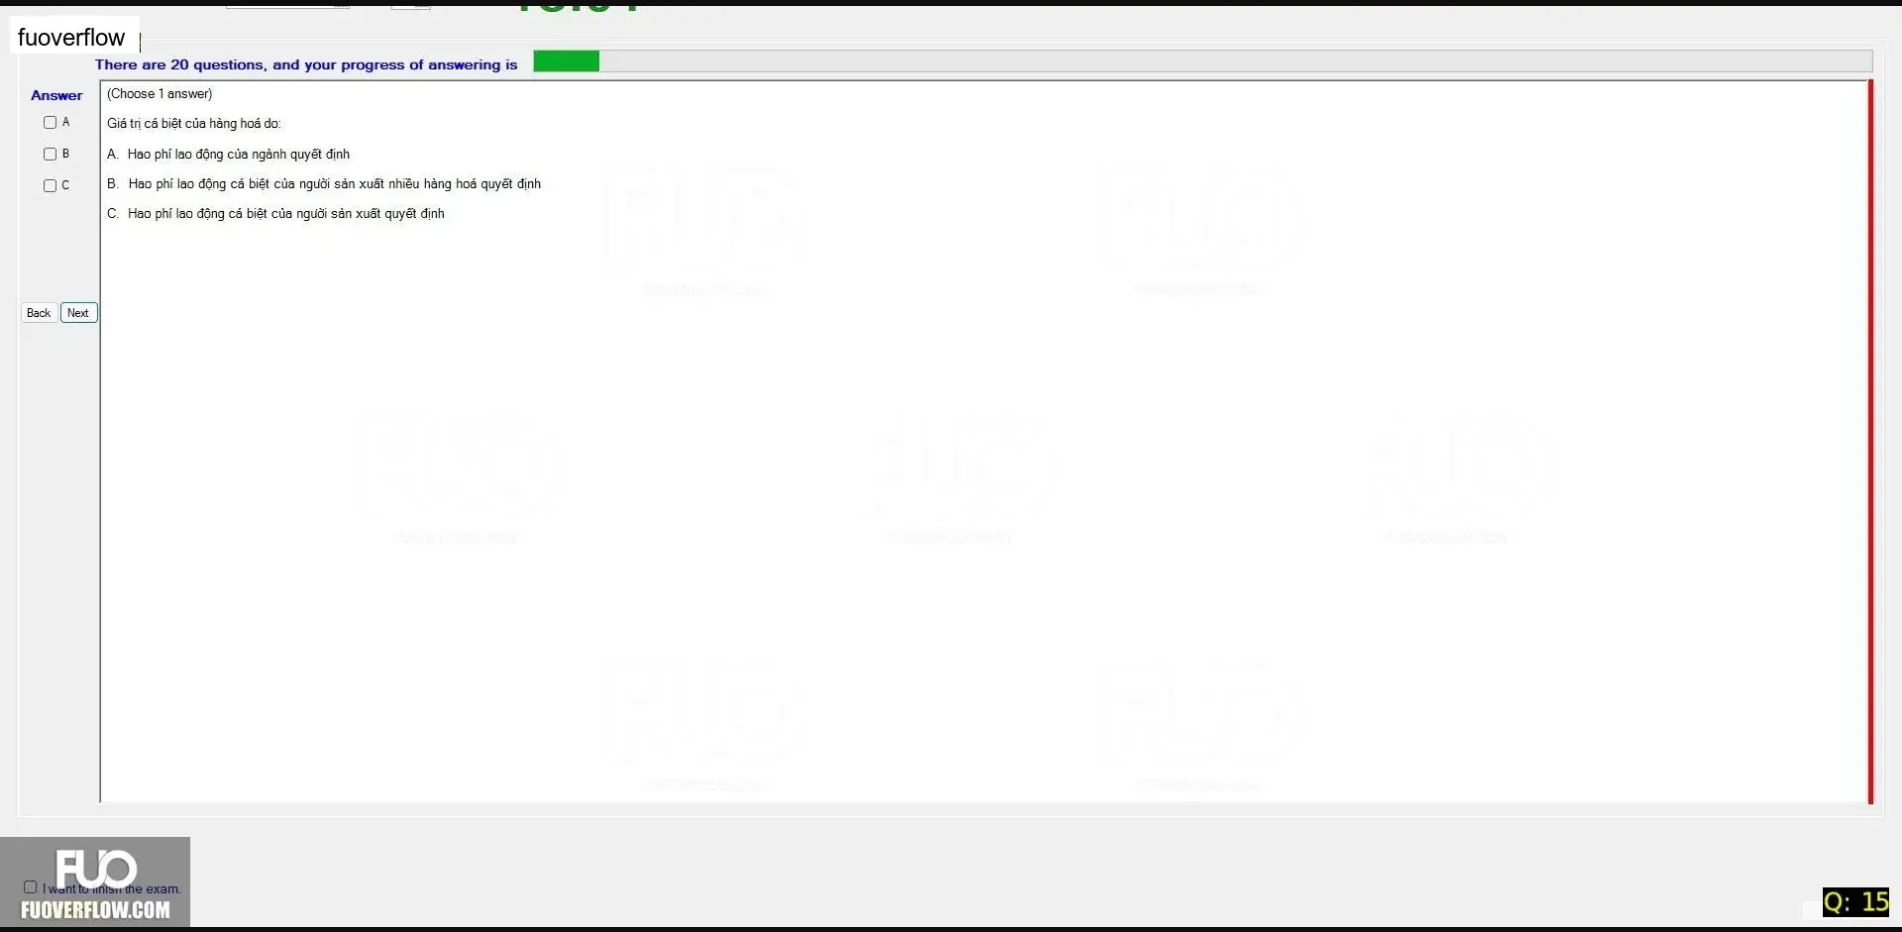 fuoverflow
There are 20 questions, and your progress of answering is
Answer
(Choose 1 answer)
A
Giá trị cá biệt của hàng hoá do:
B
A. Hao phí lao động của ngành quyết định
C
B. Hao phí lao động cá biệt của người sản xuất nhiều hàng hoá quyết định
C. Hao phí lao động cá biệt của người sản xuất quyết định
Back Next
FUO
I want to finish the exam.
FUOVERFLOW.COM
Q: 15